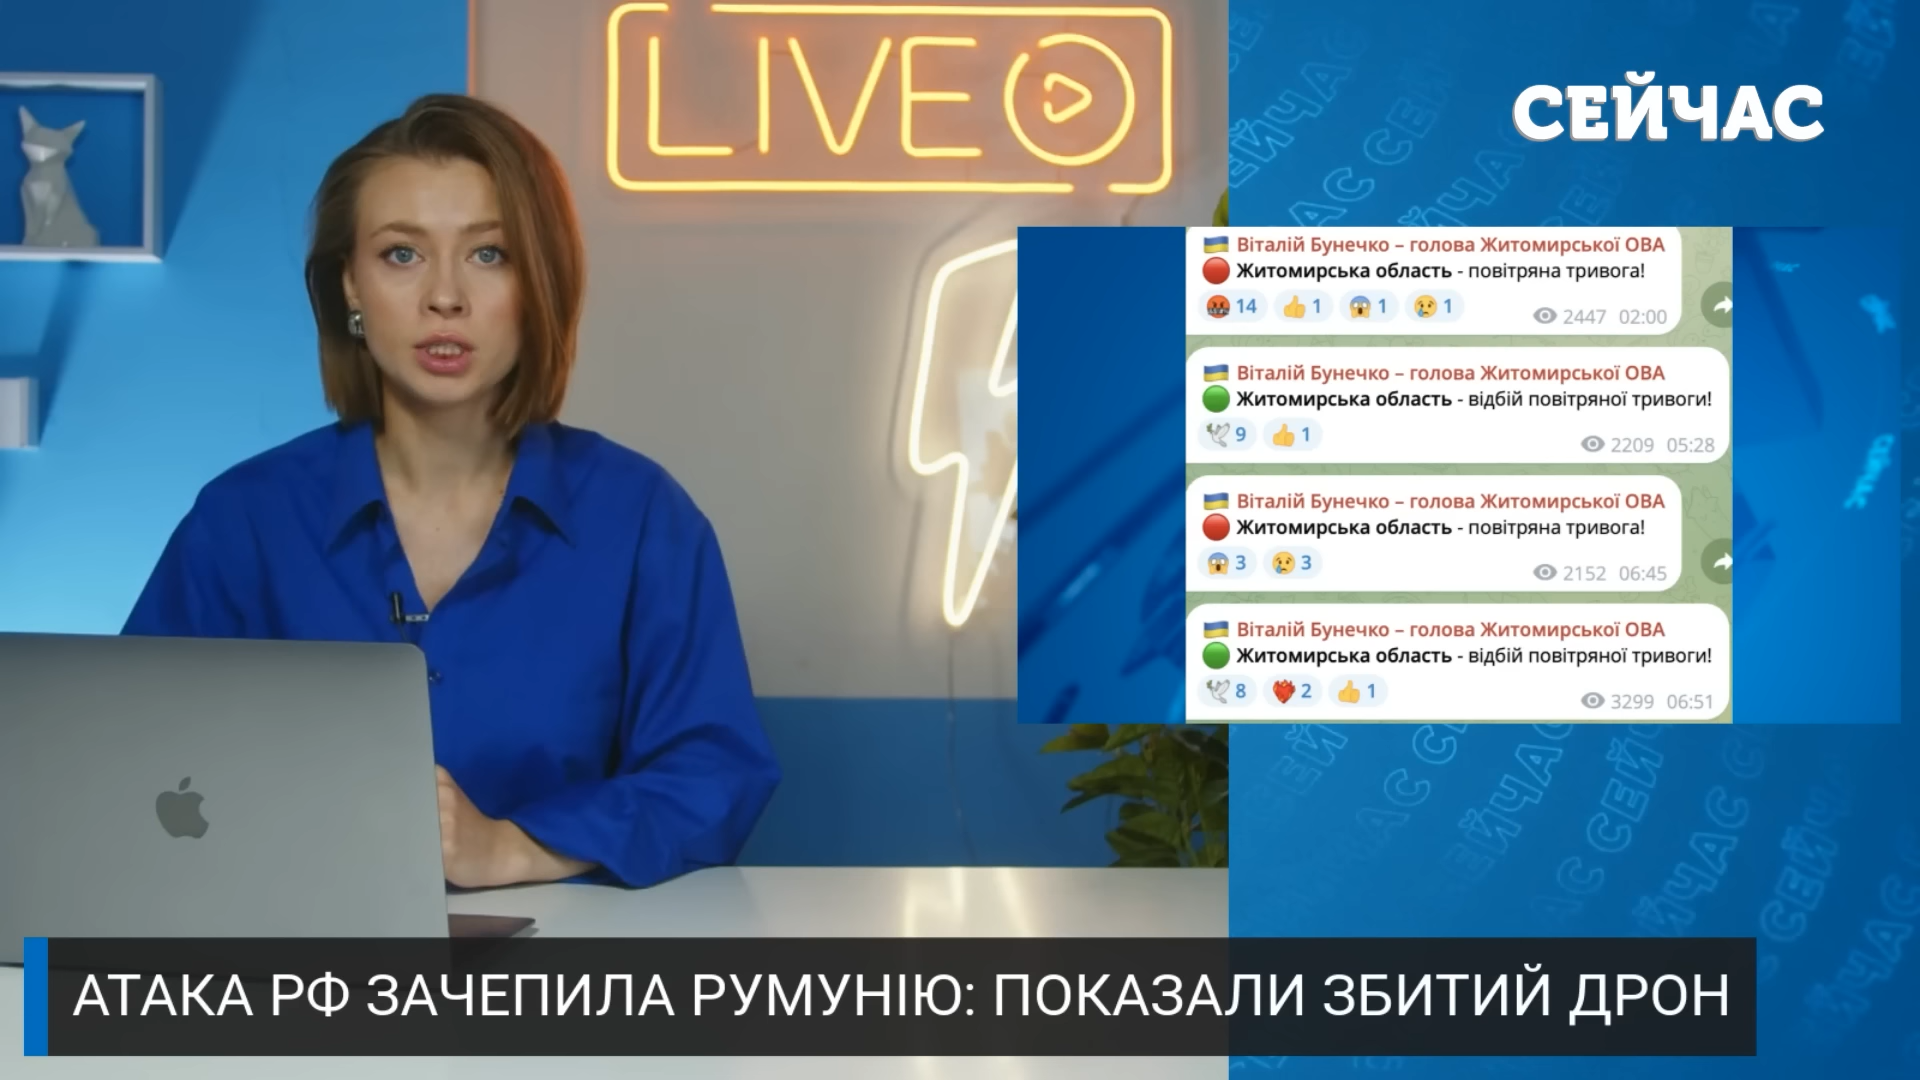 LIVE
СЕЙЧАС
Віталій Бунечко – голова Житомирської ОВА
Житомирська область - повітряна тривога!
14 1 1 1
2447 02:00
Віталій Бунечко – голова Житомирської ОВА
Житомирська область - відбій повітряної тривоги!
9 1
2209 05:28
Віталій Бунечко – голова Житомирської ОВА
Житомирська область - повітряна тривога!
3 3
2152 06:45
Віталій Бунечко – голова Житомирської ОВА
Житомирська область - відбій повітряної тривоги!
8 2 1
3299 06:51
АТАКА РФ ЗАЧЕПИЛА РУМУНІЮ: ПОКАЗАЛИ ЗБИТИЙ ДРОН